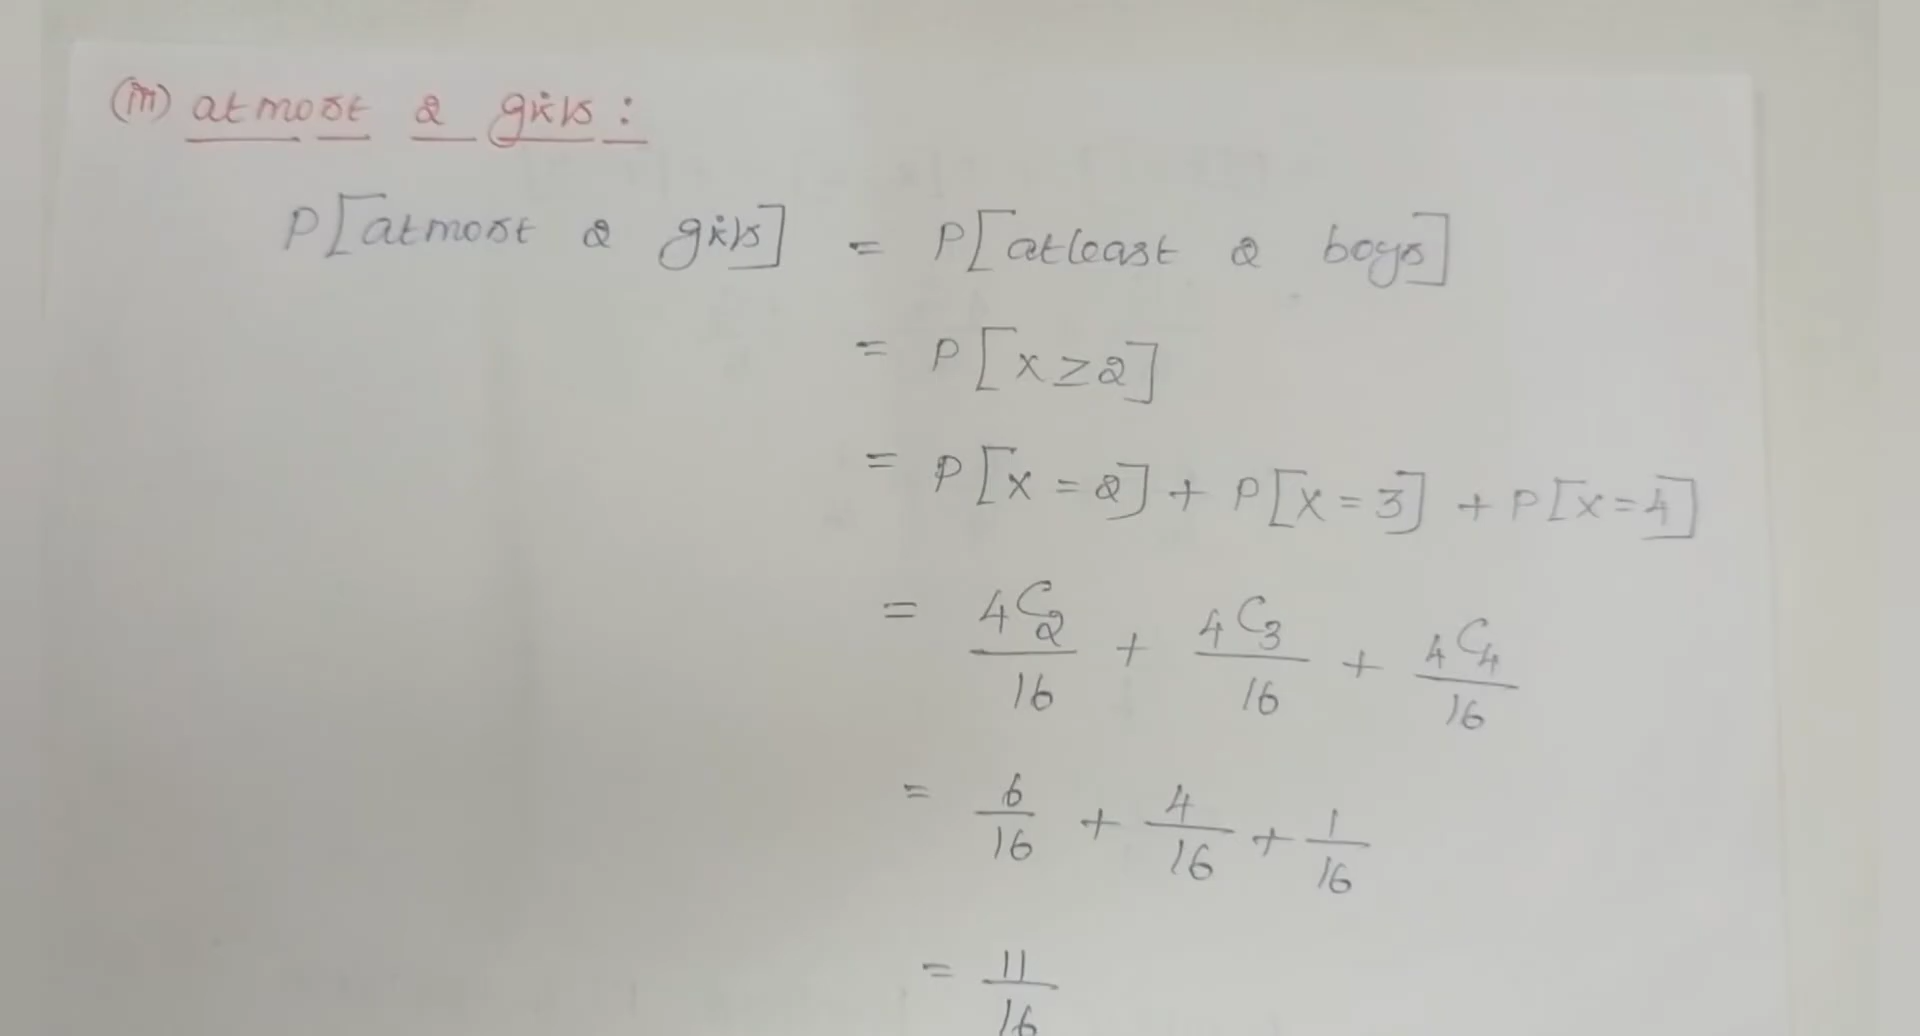 (iii) atmost 2 girls :
P[atmost 2 girls] = P[atleast 2 boys]
= P[x ≥ 2]
= P[x = 2] + P[x = 3] + P[x = 4]
= 4C2/16 + 4C3/16 + 4C4/16
= 6/16 + 4/16 + 1/16
= 11/16